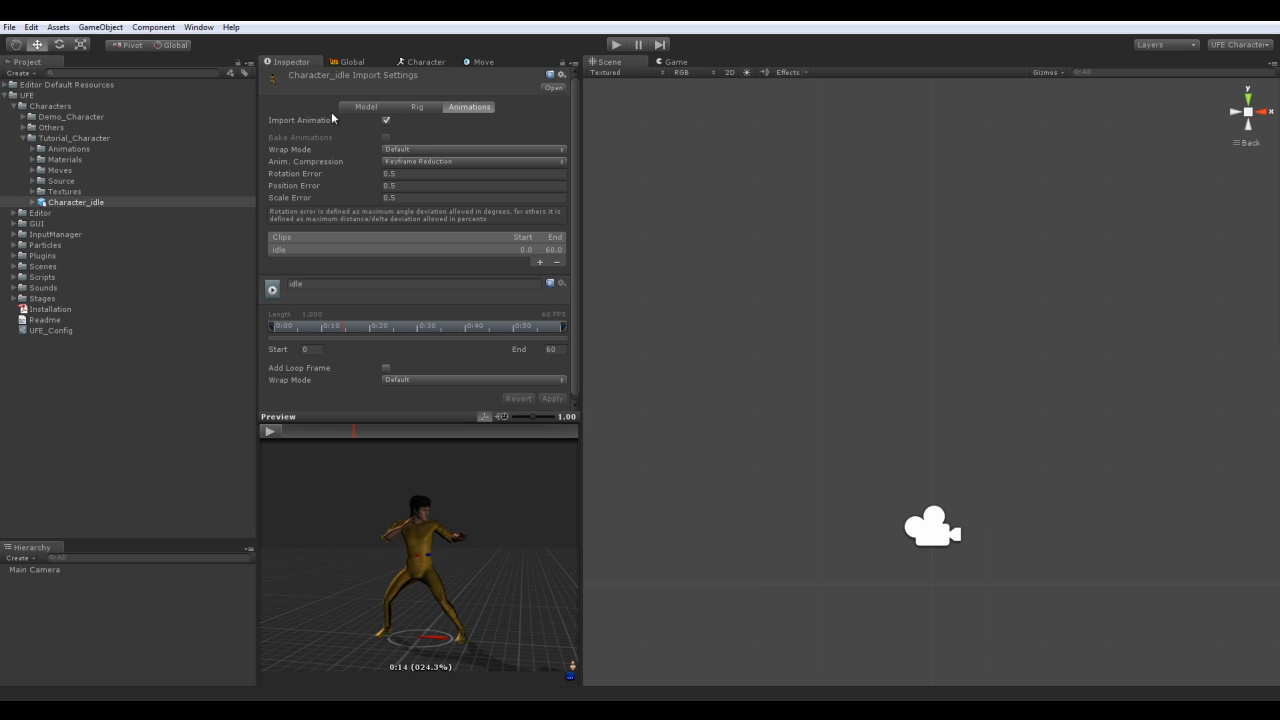 File Edit Assets GameObject Component Window Help
Pivot Global Layers UFE Character
Project
Create
Editor Default Resources
UFE
Characters
Demo_Character
Others
Tutorial_Character
Animations
Materials
Moves
Source
Textures
Character_idle
Editor
GUI
InputManager
Particles
Plugins
Scenes
Scripts
Sounds
Stages
Installation
Readme
UFE_Config
Hierarchy
Create All
Main Camera
Inspector Global Character Move
Character_idle Import Settings
Open
Model Rig Animations
Import Animation
Bake Animations
Wrap Mode Default
Anim. Compression Keyframe Reduction
Rotation Error 0.5
Position Error 0.5
Scale Error 0.5
Rotation error is defined as maximum angle deviation allowed in degrees, for others it is
defined as maximum distance/delta deviation allowed in percents
Clips Start End
idle 0.0 60.0
idle
Length 1.000 60 FPS
0:00 0:10 0:20 0:30 0:40 0:50
Start 0 End 60
Add Loop Frame
Wrap Mode Default
Revert Apply
Preview 1.00
0:14 (024.3%)
Scene Game
Textured RGB 2D Effects Gizmos All
y
Back